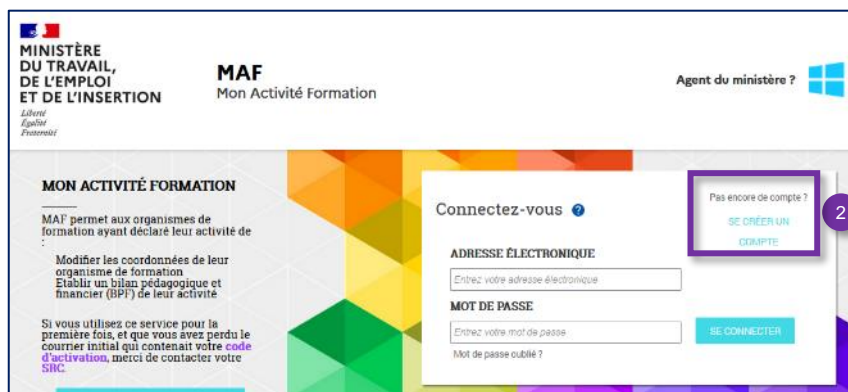 MINISTÈRE
DU TRAVAIL,
DE L'EMPLOI
ET DE L'INSERTION
Liberté
Égalité
Fraternité
MAF
Mon Activité Formation
Agent du ministère ?
MON ACTIVITÉ FORMATION
MAF permet aux organismes de
formation ayant déclaré leur activité de
:
Modifier les coordonnées de leur
organisme de formation
Etablir un bilan pédagogique et
financier (BPF) de leur activité
Si vous utilisez ce service pour la
première fois, et que vous avez perdu le
courrier initial qui contenait votre code
d'activation, merci de contacter votre
SRC.
Connectez-vous ?
Pas encore de compte ?
SE CRÉER UN
COMPTE
2
ADRESSE ÉLECTRONIQUE
Entrez votre adresse électronique
MOT DE PASSE
Entrez votre mot de passe
SE CONNECTER
Mot de passe oublié ?